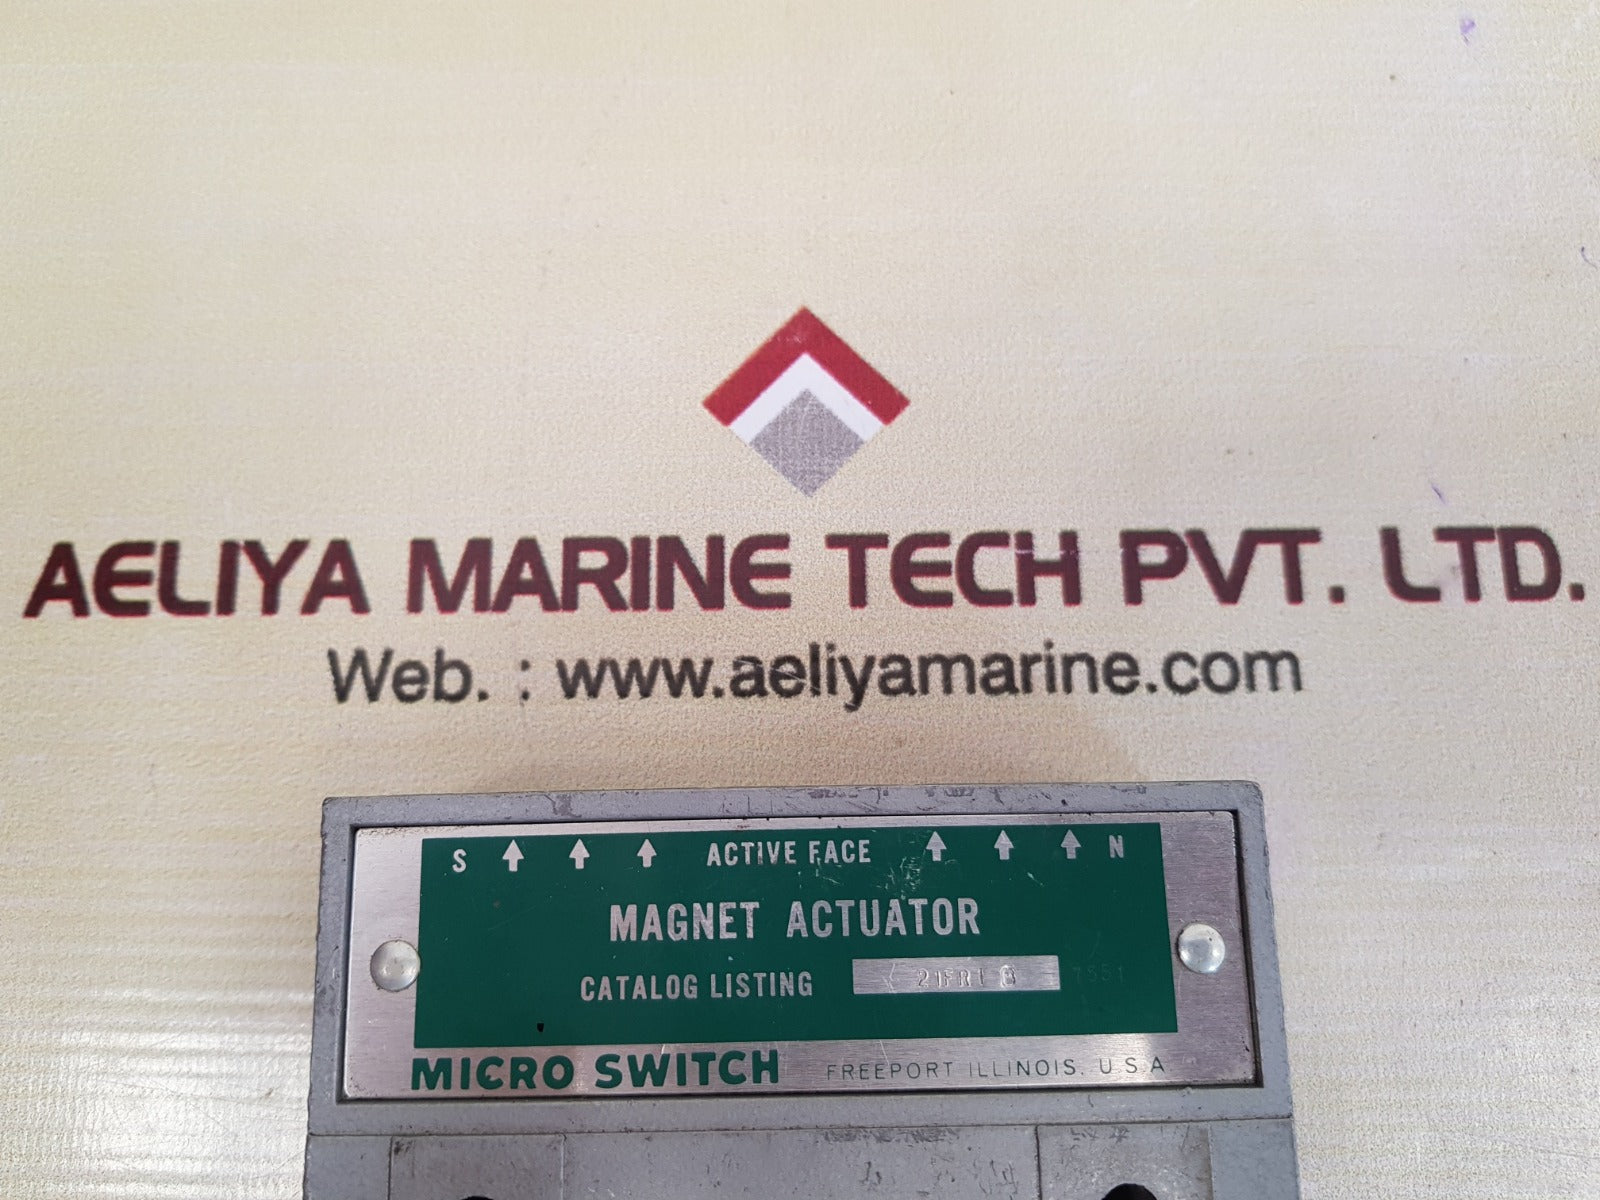 AELIYA MARINE TECH PVT. LTD.
Web. : www.aeliyamarine.com
S ACTIVE FACE N
MAGNET ACTUATOR
CATALOG LISTING
MICRO SWITCH FREEPORT ILLINOIS, U S A